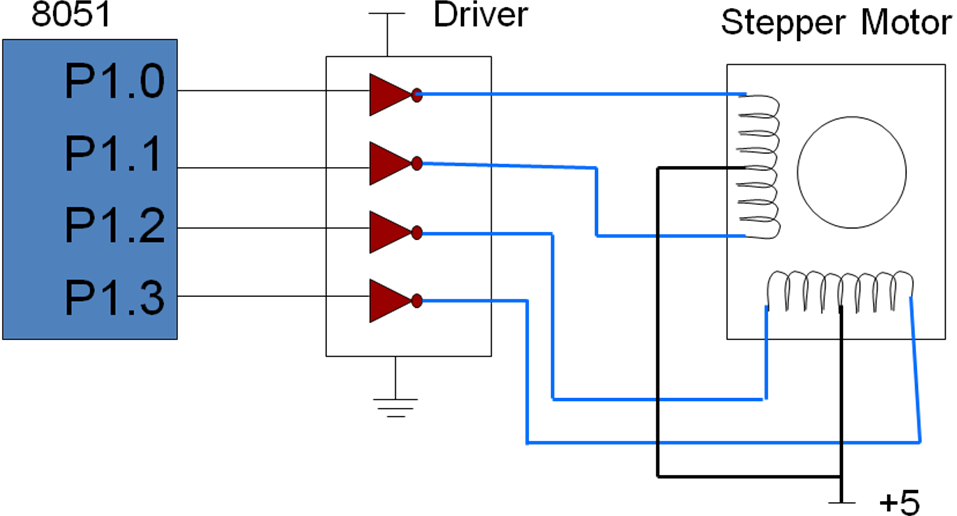 8051
Driver
Stepper Motor
P1.0
P1.1
P1.2
P1.3
+5